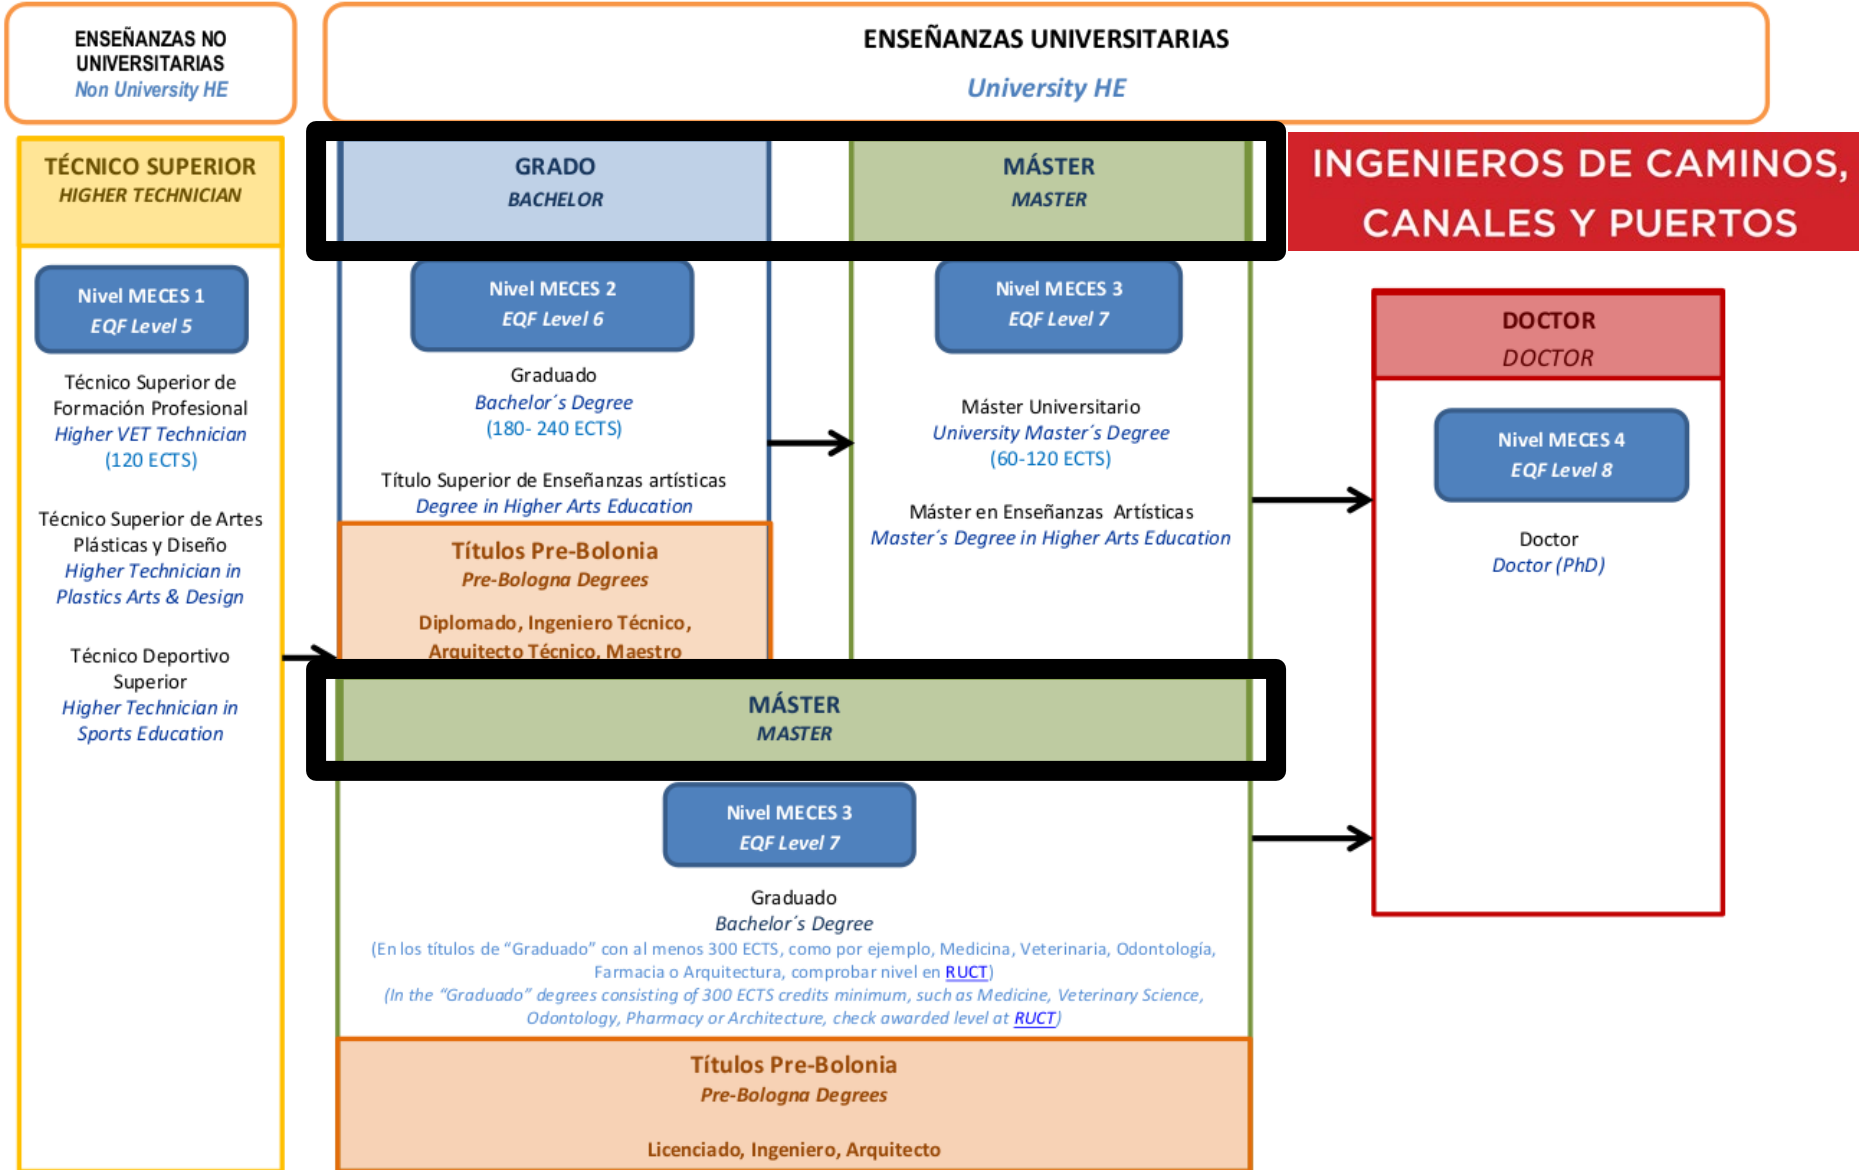 ENSEÑANZAS NO
UNIVERSITARIAS
Non University HE
ENSEÑANZAS UNIVERSITARIAS
University HE
TÉCNICO SUPERIOR
HIGHER TECHNICIAN
Nivel MECES 1
EQF Level 5
Técnico Superior de
Formación Profesional
Higher VET Technician
(120 ECTS)
Técnico Superior de Artes
Plásticas y Diseño
Higher Technician in
Plastics Arts & Design
Técnico Deportivo
Superior
Higher Technician in
Sports Education
GRADO
BACHELOR
Nivel MECES 2
EQF Level 6
Graduado
Bachelor´s Degree
(180- 240 ECTS)
Título Superior de Enseñanzas artísticas
Degree in Higher Arts Education
Títulos Pre-Bolonia
Pre-Bologna Degrees
Diplomado, Ingeniero Técnico,
Arquitecto Técnico, Maestro
MÁSTER
MASTER
Nivel MECES 3
EQF Level 7
Máster Universitario
University Master´s Degree
(60-120 ECTS)
Máster en Enseñanzas Artísticas
Master´s Degree in Higher Arts Education
INGENIEROS DE CAMINOS,
CANALES Y PUERTOS
DOCTOR
DOCTOR
Nivel MECES 4
EQF Level 8
Doctor
Doctor (PhD)
MÁSTER
MASTER
Nivel MECES 3
EQF Level 7
Graduado
Bachelor´s Degree
(En los títulos de “Graduado” con al menos 300 ECTS, como por ejemplo, Medicina, Veterinaria, Odontología,
Farmacia o Arquitectura, comprobar nivel en RUCT)
(In the “Graduado” degrees consisting of 300 ECTS credits minimum, such as Medicine, Veterinary Science,
Odontology, Pharmacy or Architecture, check awarded level at RUCT)
Títulos Pre-Bolonia
Pre-Bologna Degrees
Licenciado, Ingeniero, Arquitecto